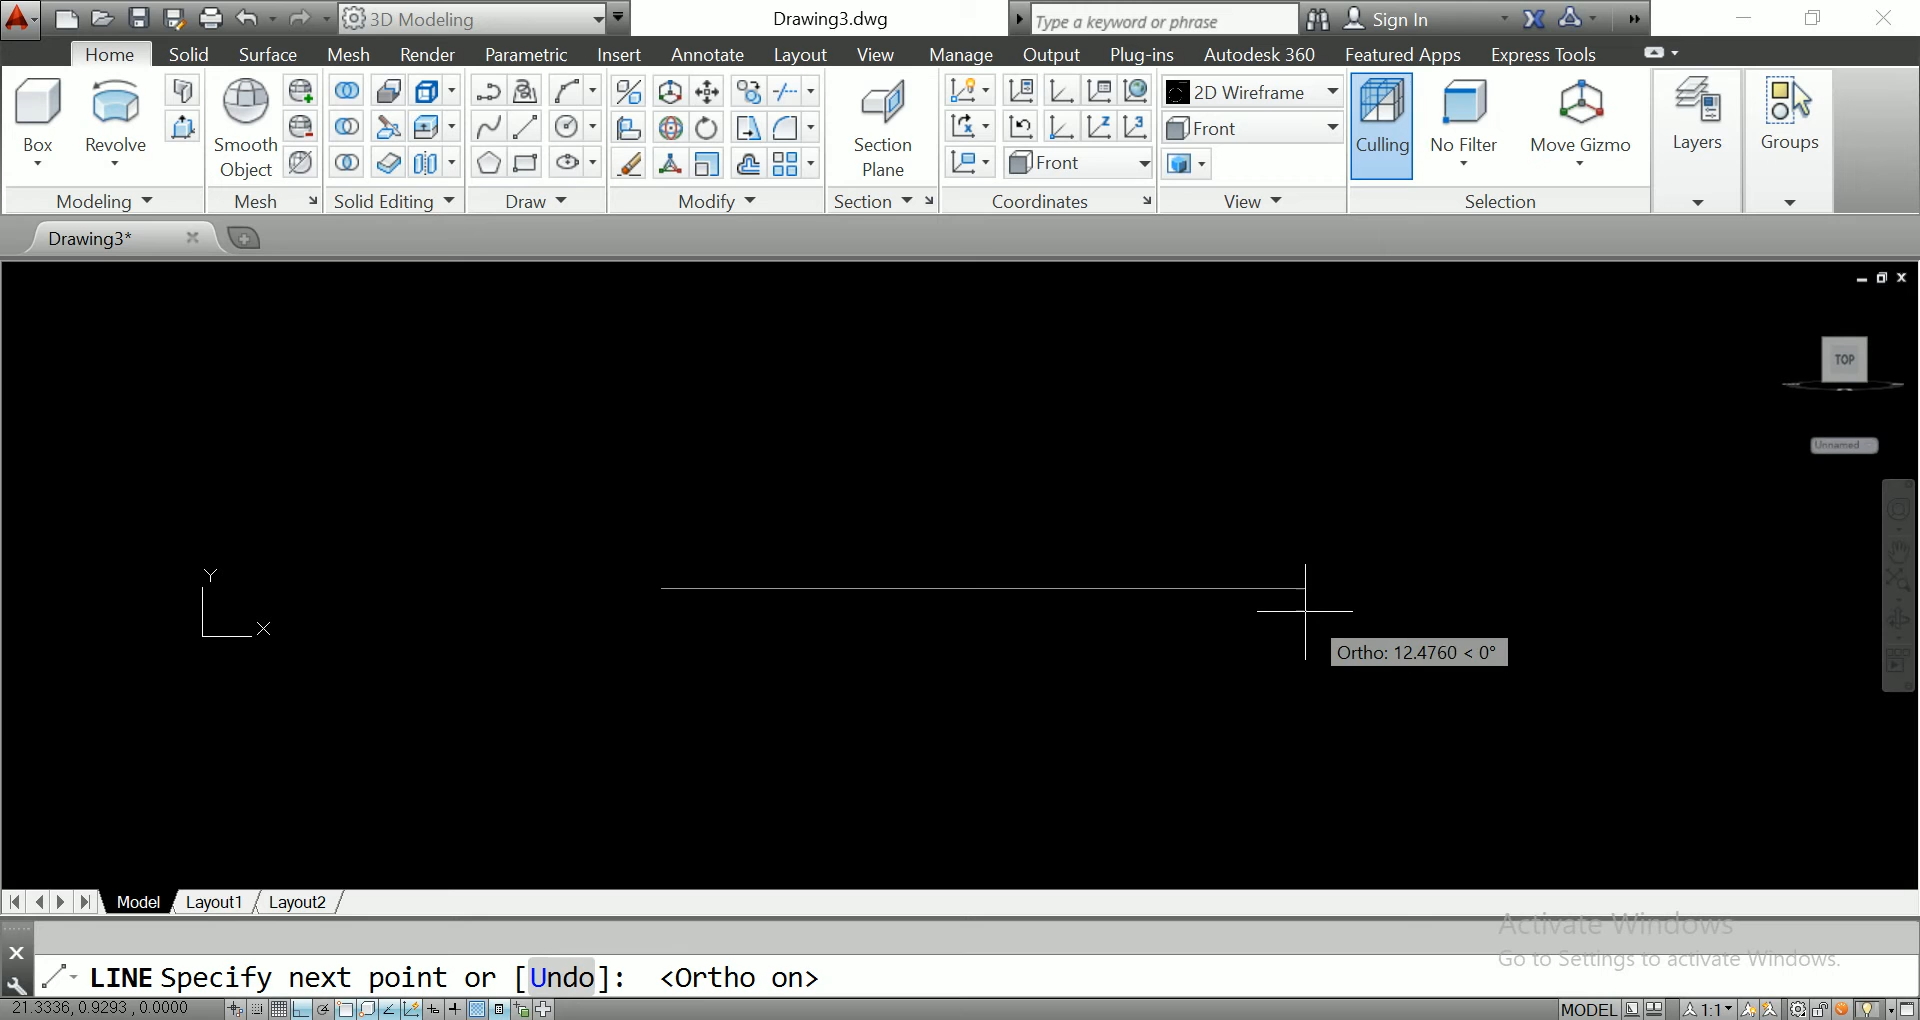 3D Modeling
Drawing3.dwg
Type a keyword or phrase
Sign In
Home Solid Surface Mesh Render Parametric Insert Annotate Layout View Manage Output Plug-ins Autodesk 360 Featured Apps Express Tools
Box
Revolve
Smooth
Object
Section
Plane
2D Wireframe
Front
Front
Culling
No Filter
Move Gizmo
Layers
Groups
Modeling Mesh Solid Editing Draw Modify Section Coordinates View Selection
Drawing3*
TOP
Unnamed
Y
X
Ortho: 12.4760 < 0°
Model Layout1 Layout2
Activate Windows
Go to Settings to activate Windows.
LINE Specify next point or [Undo]: <Ortho on>
21.3336, 0.9293 , 0.0000
MODEL
1:1